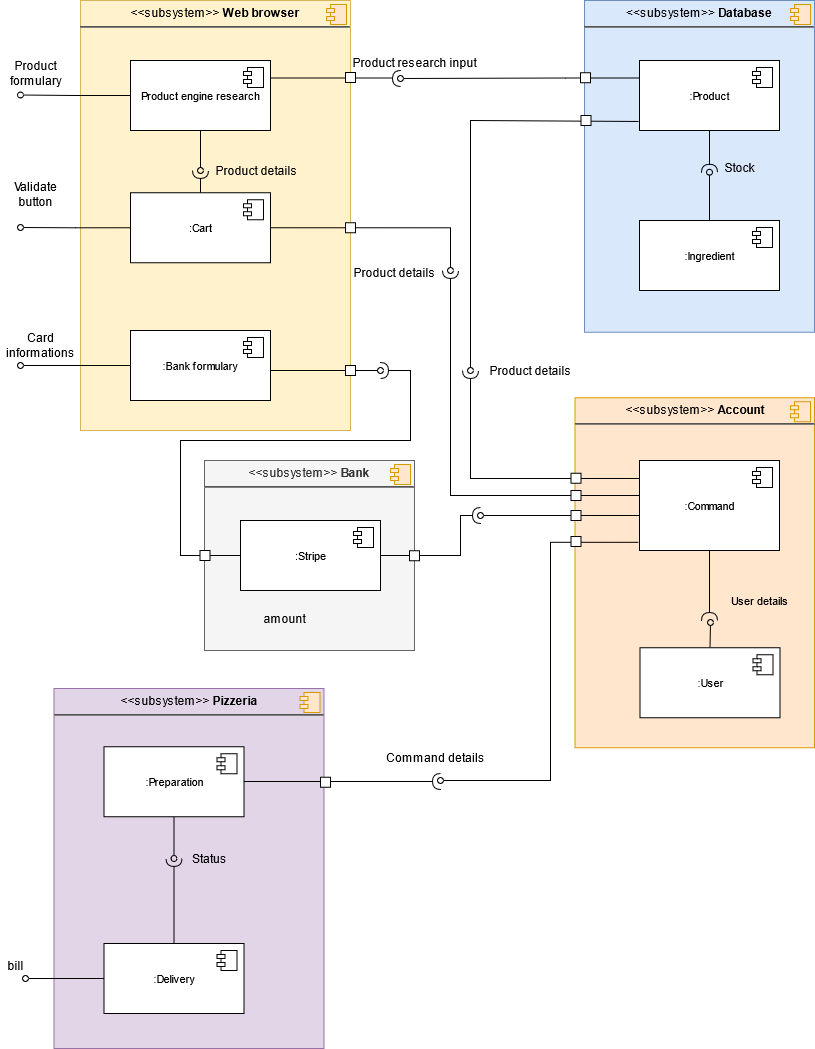 <<subsystem>> Web browser
<<subsystem>> Database
Product
formulary
Product research input
Product engine research
:Product
Product details
Stock
Validate
button
:Cart
:Ingredient
Product details
Card
informations
:Bank formulary
Product details
<<subsystem>> Account
<<subsystem>> Bank
:Command
:Stripe
amount
User details
:User
<<subsystem>> Pizzeria
Command details
:Preparation
Status
bill
:Delivery